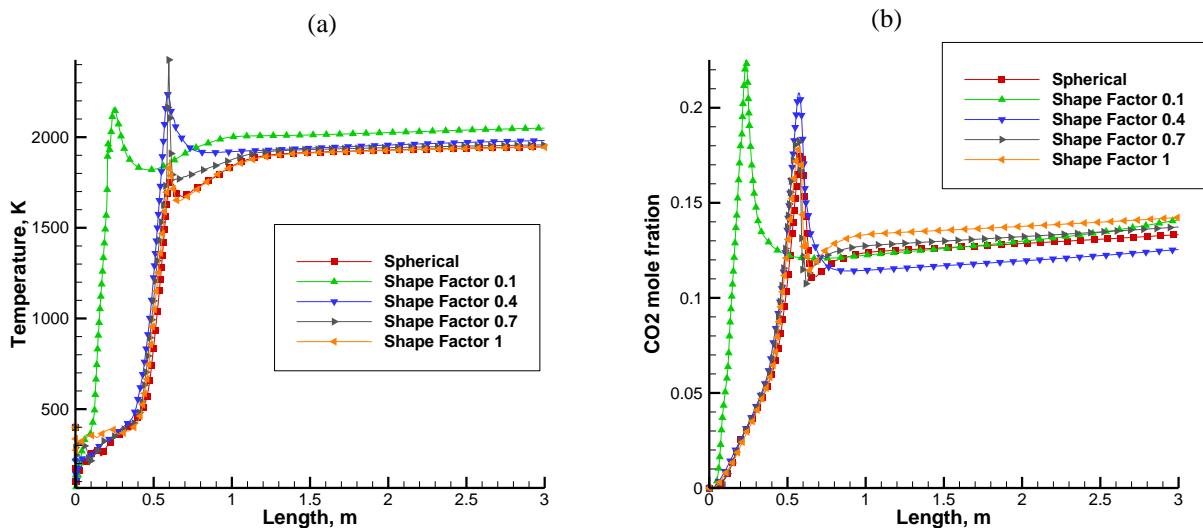 (a)
Temperature, K
2000
1500
1000
500
0
0.5
1
1.5
2
2.5
3
Length, m
Spherical
Shape Factor 0.1
Shape Factor 0.4
Shape Factor 0.7
Shape Factor 1
(b)
CO2 mole fration
0.2
0.15
0.1
0.05
0
0
0.5
1
1.5
2
2.5
3
Length, m
Spherical
Shape Factor 0.1
Shape Factor 0.4
Shape Factor 0.7
Shape Factor 1